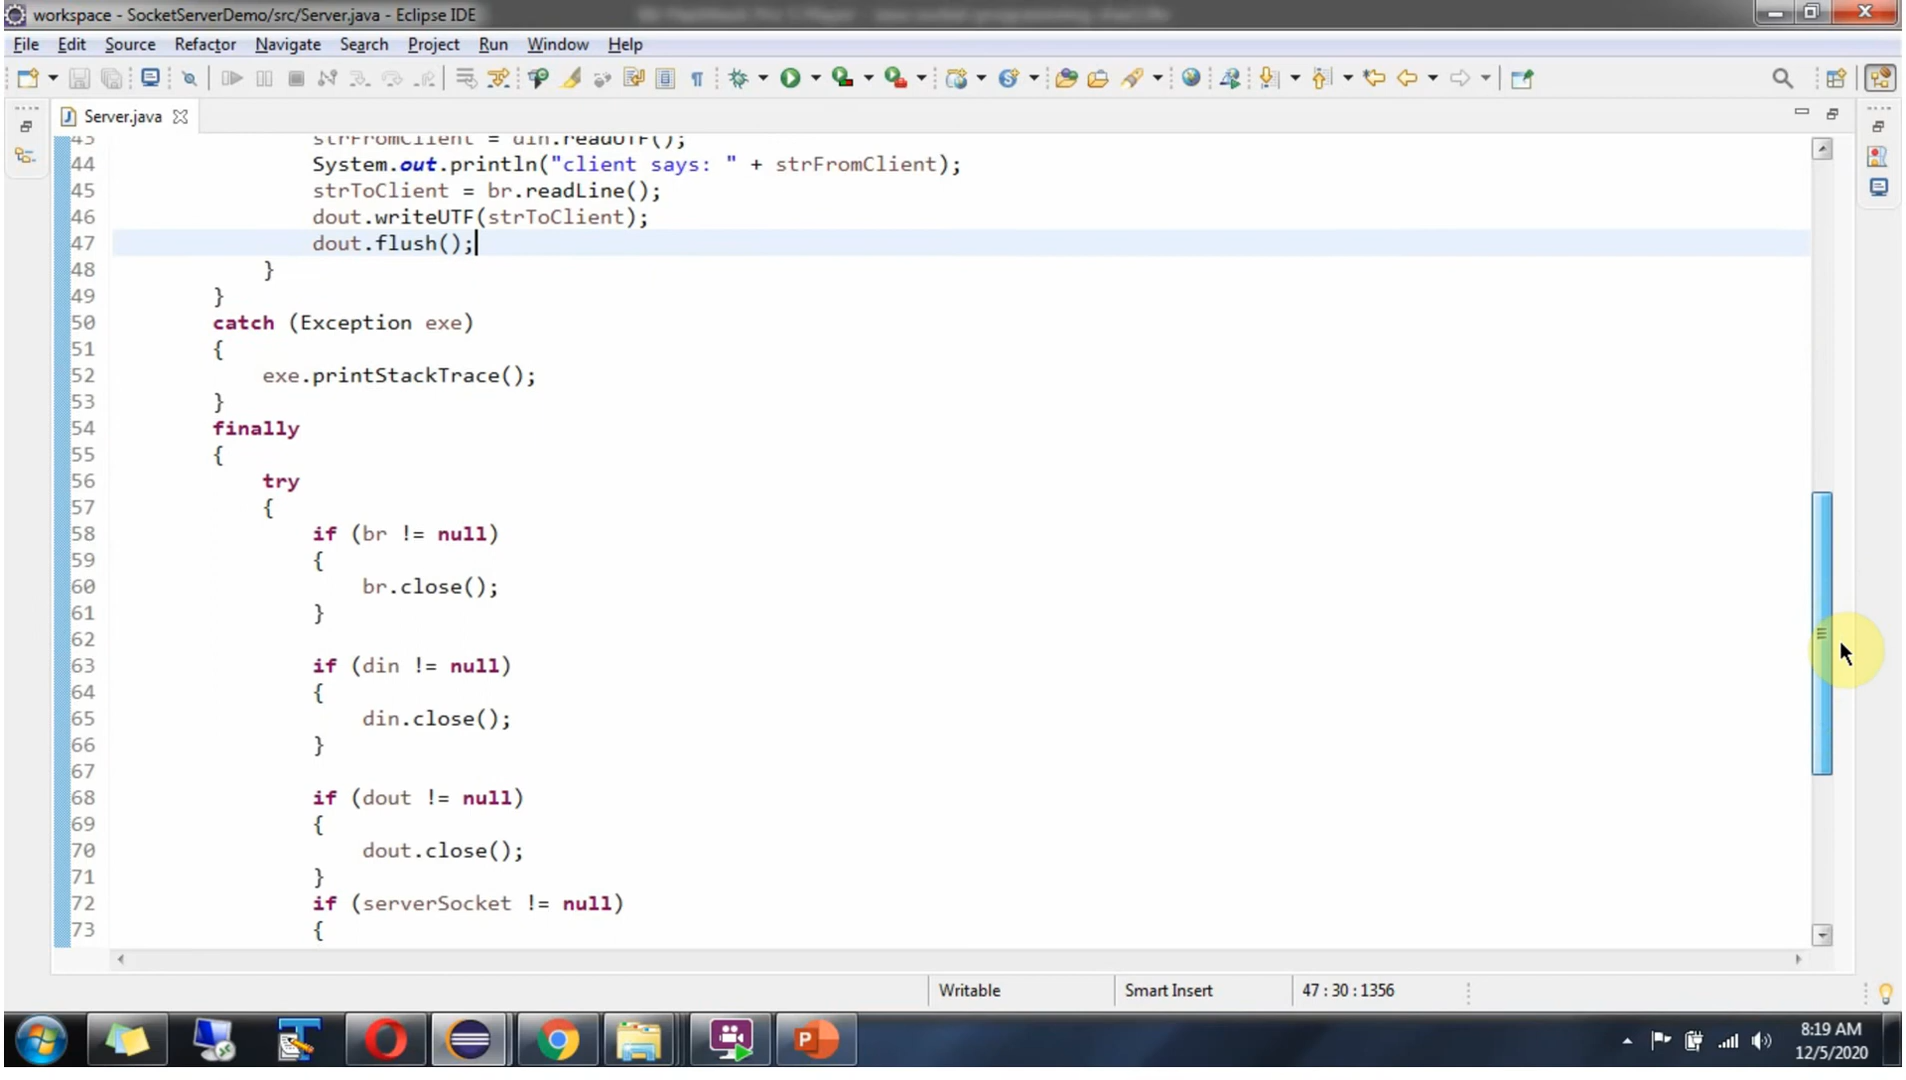 workspace - SocketServerDemo/src/Server.java - Eclipse IDE
File Edit Source Refactor Navigate Search Project Run Window Help
Server.java
43 strFromClient = din.readUTF();
44 System.out.println("client says: " + strFromClient);
45 strToClient = br.readLine();
46 dout.writeUTF(strToClient);
47 dout.flush();
48 }
49 }
50 catch (Exception exe)
51 {
52 exe.printStackTrace();
53 }
54 finally
55 {
56 try
57 {
58 if (br != null)
59 {
60 br.close();
61 }
62
63 if (din != null)
64 {
65 din.close();
66 }
67
68 if (dout != null)
69 {
70 dout.close();
71 }
72 if (serverSocket != null)
73 {
Writable Smart Insert 47 : 30 : 1356
8:19 AM
12/5/2020